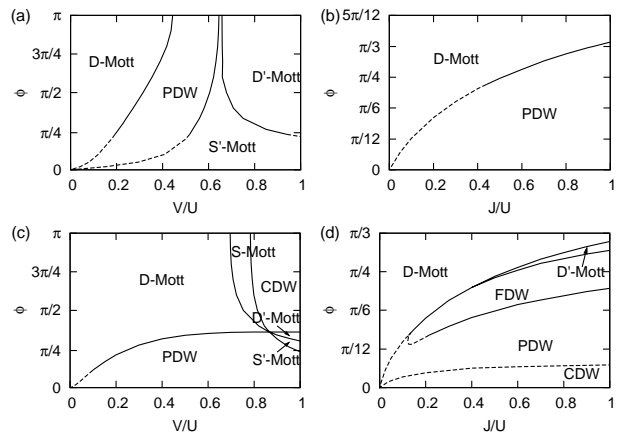 (a)
π
3π/4
π/2
π/4
0
ϕ
D-Mott
PDW
D'-Mott
S'-Mott
0 0.2 0.4 0.6 0.8 1
V/U
(b)
5π/12
π/3
π/4
π/6
π/12
0
ϕ
D-Mott
PDW
0 0.2 0.4 0.6 0.8 1
J/U
(c)
π
3π/4
π/2
π/4
0
ϕ
S-Mott
D-Mott
CDW
D'-Mott
PDW
S'-Mott
0 0.2 0.4 0.6 0.8 1
V/U
(d)
π/3
π/4
π/6
π/12
0
ϕ
D-Mott
D'-Mott
FDW
PDW
CDW
0 0.2 0.4 0.6 0.8 1
J/U